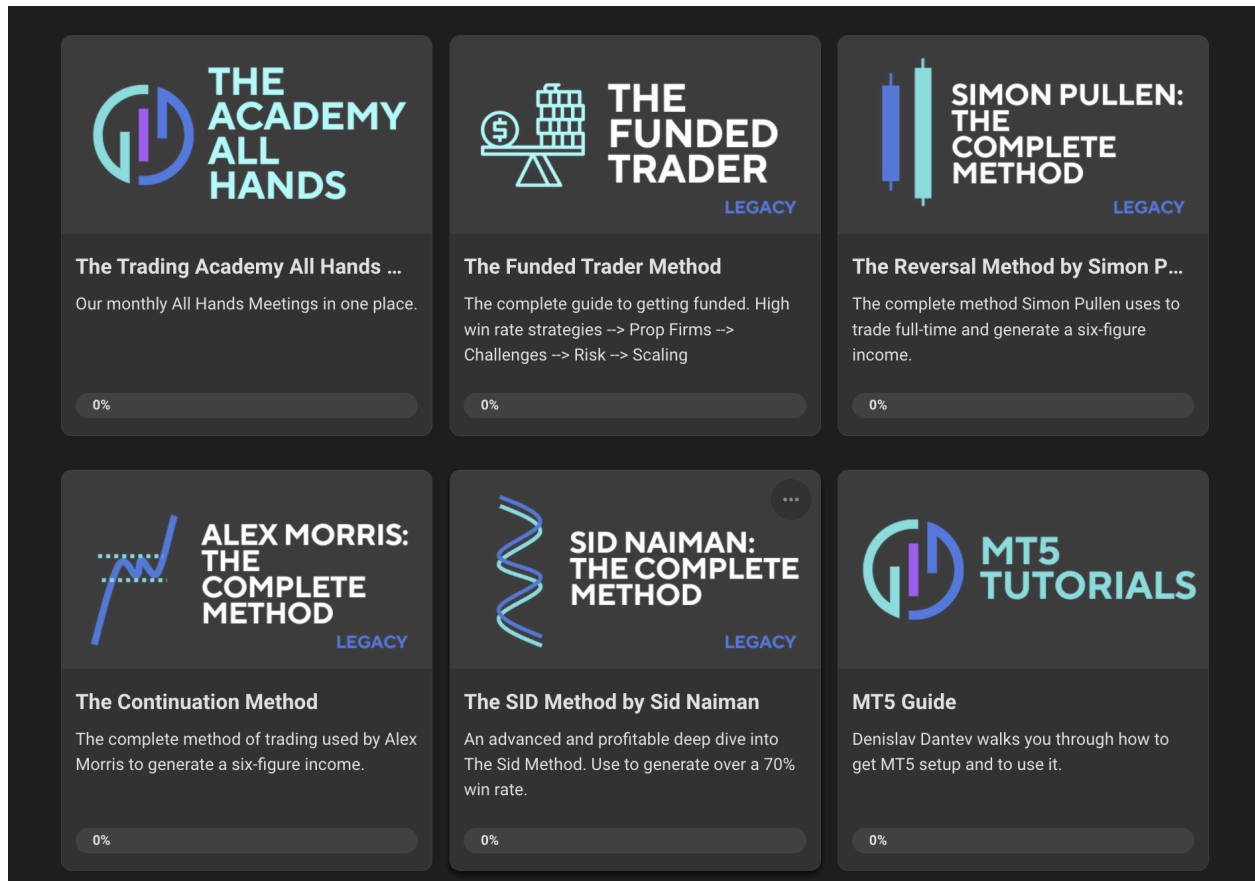 THE
ACADEMY
ALL
HANDS
The Trading Academy All Hands ...
Our monthly All Hands Meetings in one place.
0%
THE
FUNDED
TRADER
LEGACY
The Funded Trader Method
The complete guide to getting funded. High
win rate strategies --> Prop Firms -->
Challenges --> Risk --> Scaling
0%
SIMON PULLEN:
THE
COMPLETE
METHOD
LEGACY
The Reversal Method by Simon P...
The complete method Simon Pullen uses to
trade full-time and generate a six-figure
income.
0%
ALEX MORRIS:
THE
COMPLETE
METHOD
LEGACY
The Continuation Method
The complete method of trading used by Alex
Morris to generate a six-figure income.
0%
SID NAIMAN:
THE COMPLETE
METHOD
LEGACY
The SID Method by Sid Naiman
An advanced and profitable deep dive into
The Sid Method. Use to generate over a 70%
win rate.
0%
MT5
TUTORIALS
MT5 Guide
Denislav Dantev walks you through how to
get MT5 setup and to use it.
0%